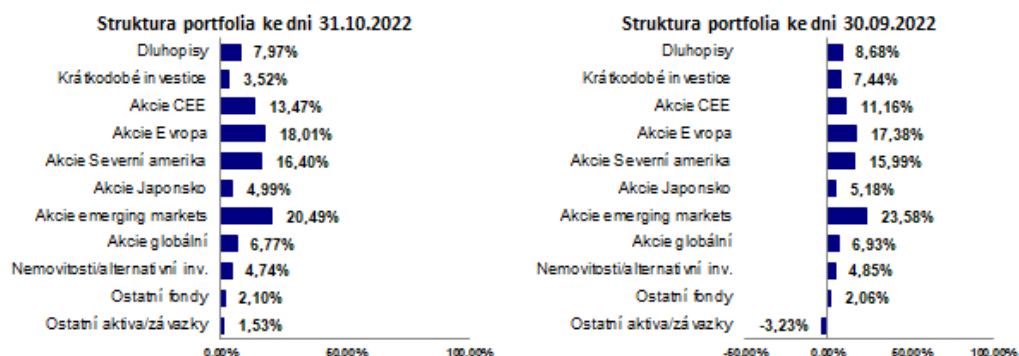 Struktura portfolia ke dni 31.10.2022
Dluhopisy 7,97%
Krátkodobé investice 3,52%
Akcie CEE 13,47%
Akcie Evropa 18,01%
Akcie Severní amerika 16,40%
Akcie Japonsko 4,99%
Akcie emerging markets 20,49%
Akcie globální 6,77%
Nemovitosti/alternativní inv. 4,74%
Ostatní fondy 2,10%
Ostatní aktiva/závazky 1,53%
0.00% 50.00% 100.00%
Struktura portfolia ke dni 30.09.2022
Dluhopisy 8,68%
Krátkodobé investice 7,44%
Akcie CEE 11,16%
Akcie Evropa 17,38%
Akcie Severní amerika 15,99%
Akcie Japonsko 5,18%
Akcie emerging markets 23,58%
Akcie globální 6,93%
Nemovitosti/alternativní inv. 4,85%
Ostatní fondy 2,06%
Ostatní aktiva/závazky -3,23%
-50.00% 0.00% 50.00% 100.00%